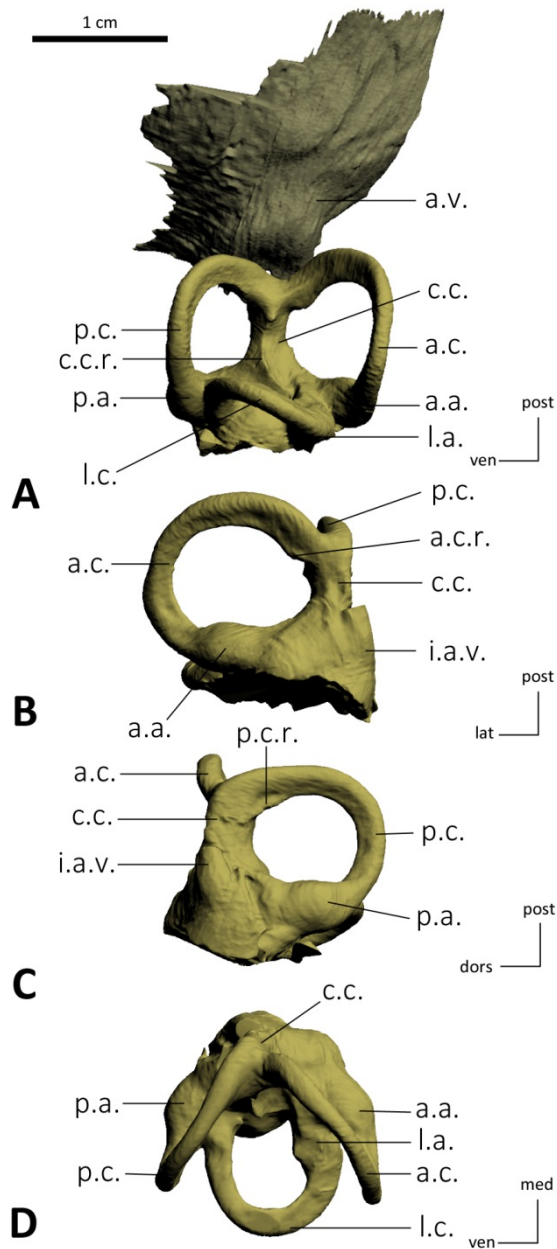 1 cm
a.v.
c.c.
p.c.
c.c.r.
a.c.
p.a.
a.a.
l.a.
l.c.
post
ven
A
p.c.
a.c.r.
a.c.
c.c.
i.a.v.
a.a.
post
lat
B
p.c.r.
a.c.
c.c.
p.c.
i.a.v.
p.a.
post
dors
C
c.c.
p.a.
a.a.
l.a.
p.c.
a.c.
l.c.
med
ven
D